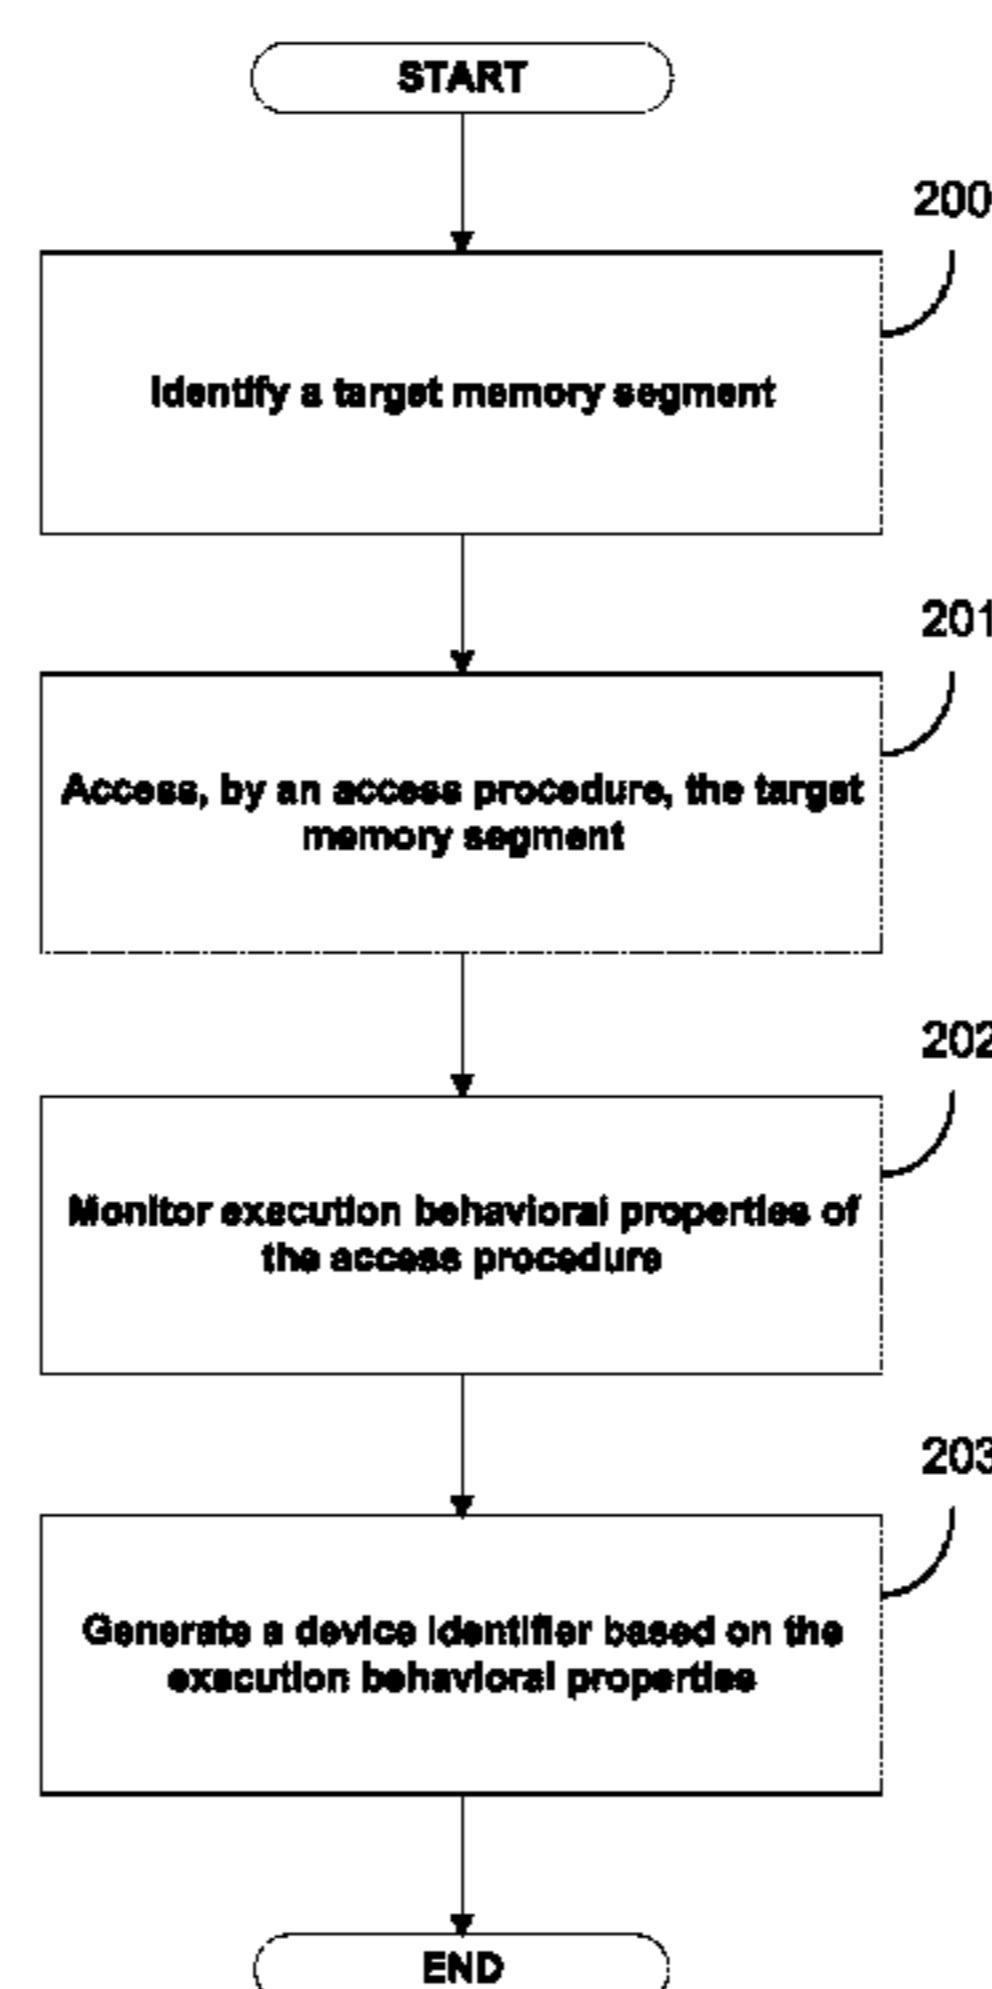 START
200
Identify a target memory segment
201
Access, by an access procedure, the target
memory segment
202
Monitor execution behavioral properties of
the access procedure
203
Generate a device identifier based on the
execution behavioral properties
END